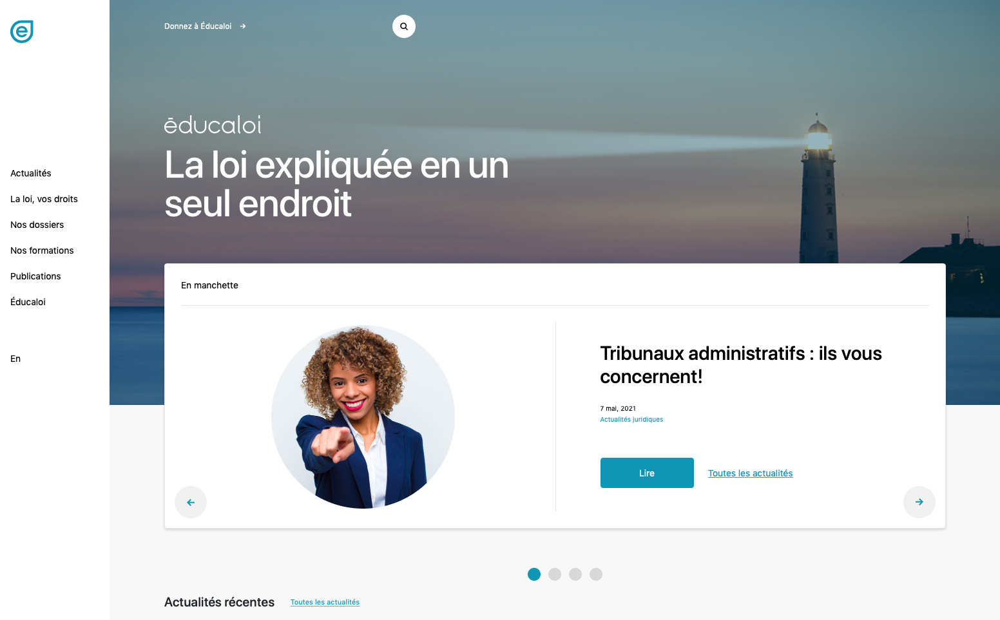 Donnez à Éducaloi
éducaloi
La loi expliquée en un
seul endroit
Actualités
La loi, vos droits
Nos dossiers
Nos formations
Publications
Éducaloi
En
En manchette
Tribunaux administratifs : ils vous
concernent!
7 mai, 2021
Actualités juridiques
Lire
Toutes les actualités
Actualités récentes
Toutes les actualités